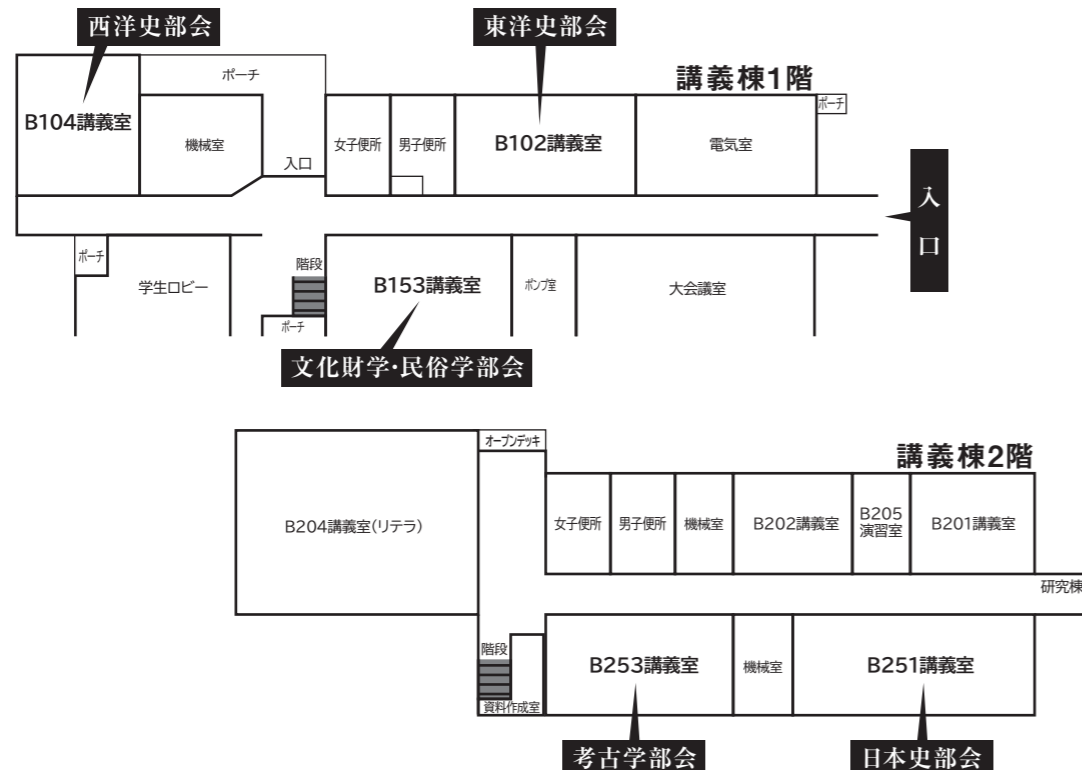 西洋史部会
東洋史部会
講義棟1階
ポーチ
ポーチ
B104講義室
機械室
入口
女子便所
男子便所
B102講義室
電気室
入口
ポーチ
学生ロビー
階段
ポーチ
B153講義室
ポンプ室
大会議室
文化財学・民俗学部会
講義棟2階
オープンデッキ
B204講義室(リテラ)
女子便所
男子便所
機械室
B202講義室
B205
演習室
B201講義室
研究棟
階段
資料作成室
B253講義室
機械室
B251講義室
考古学部会
日本史部会